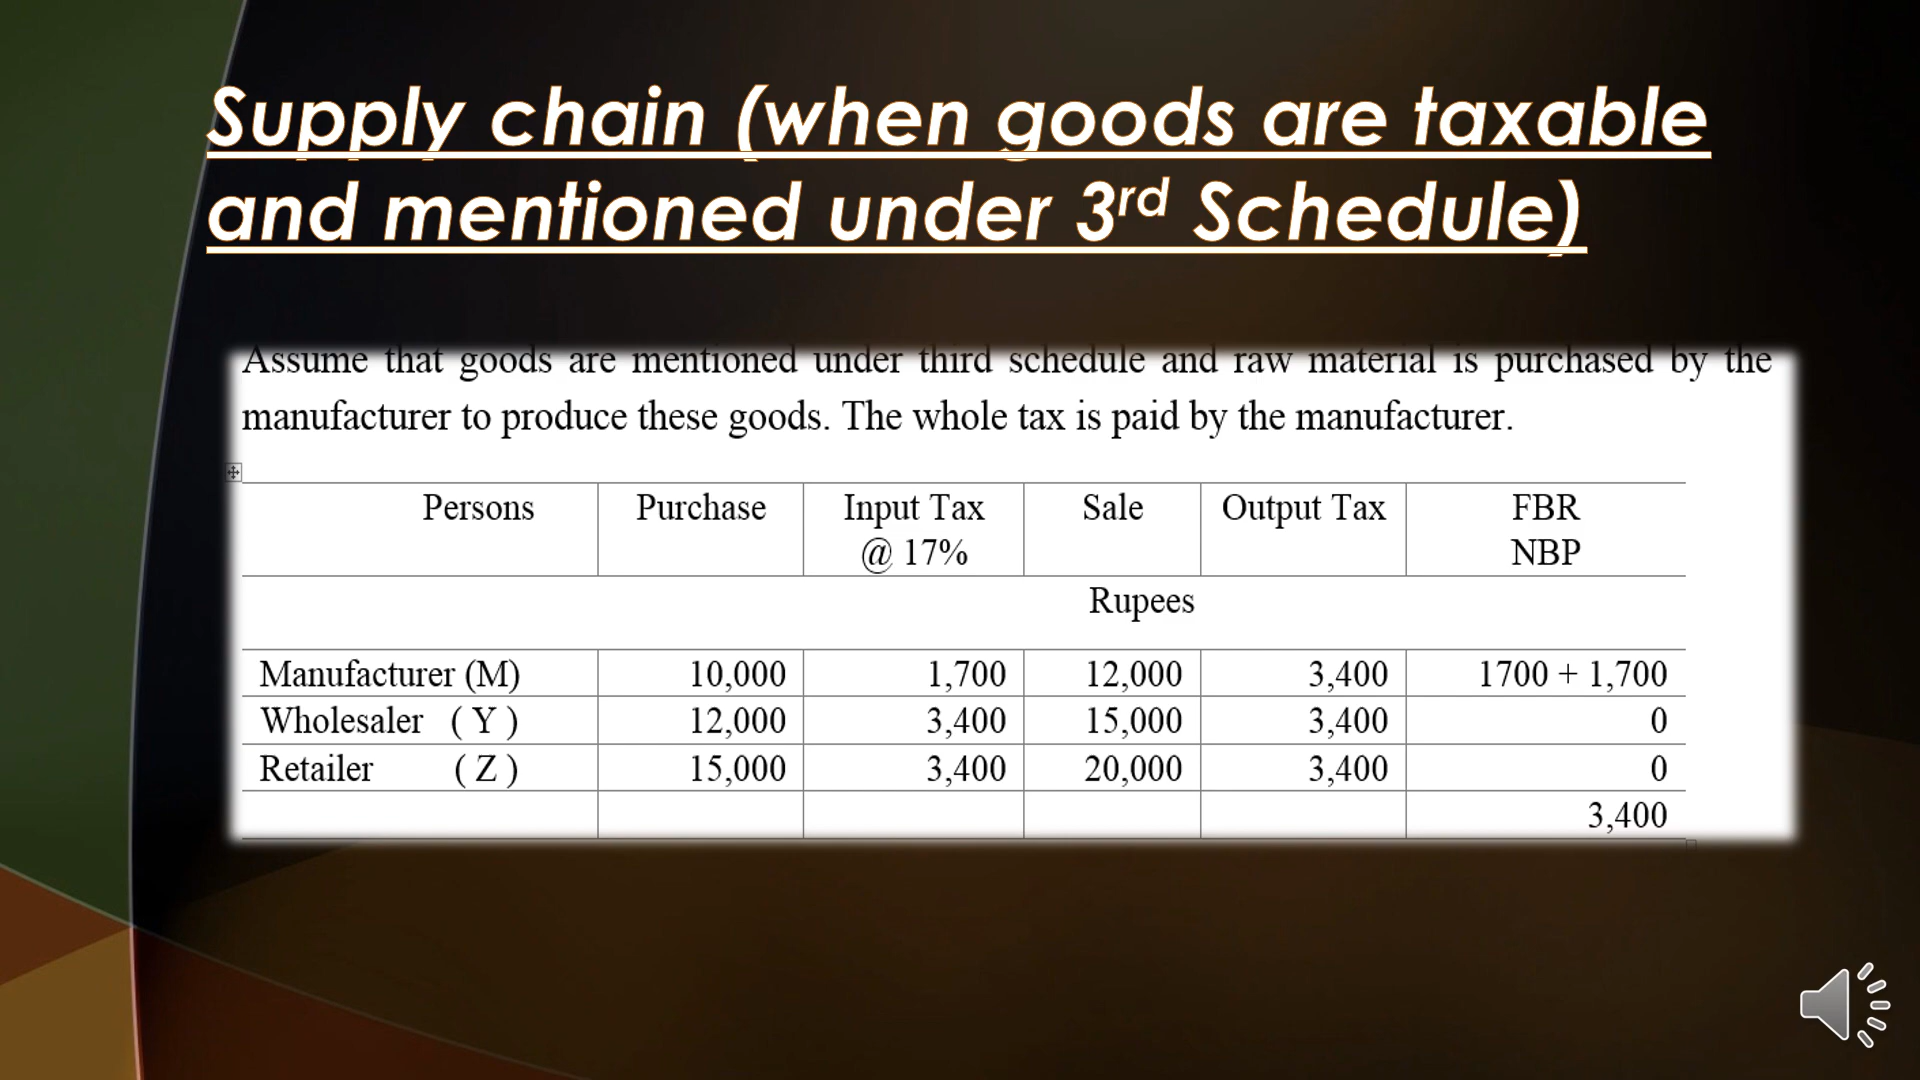 Supply chain (when goods are taxable
and mentioned under 3rd Schedule)
Assume that goods are mentioned under third schedule and raw material is purchased by the
manufacturer to produce these goods. The whole tax is paid by the manufacturer.
Persons Purchase Input Tax @ 17% Sale Output Tax FBR NBP
Rupees
Manufacturer (M) 10,000 1,700 12,000 3,400 1700 + 1,700
Wholesaler ( Y ) 12,000 3,400 15,000 3,400 0
Retailer ( Z ) 15,000 3,400 20,000 3,400 0
3,400